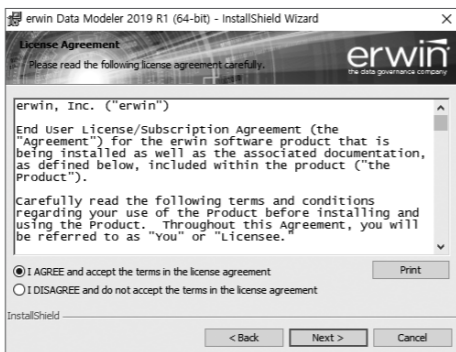 erwin Data Modeler 2019 R1 (64-bit) - InstallShield Wizard
License Agreement
Please read the following license agreement carefully.
erwin
the data governance company
erwin, Inc. ("erwin")
End User License/Subscription Agreement (the
"Agreement") for the erwin software product that is
being installed as well as the associated documentation,
as defined below, included within the product ("the
Product").
Carefully read the following terms and conditions
regarding your use of the Product before installing and
using the Product.  Throughout this Agreement, you will
be referred to as "You" or "Licensee."
I AGREE and accept the terms in the license agreement
Print
I DISAGREE and do not accept the terms in the license agreement
InstallShield
< Back
Next >
Cancel